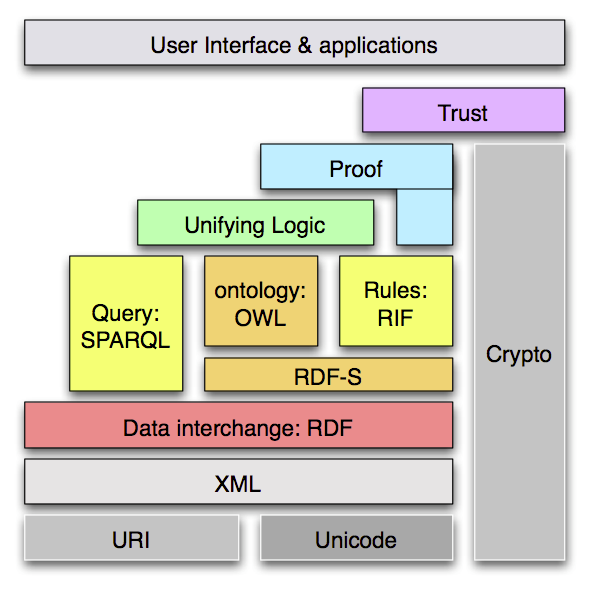 User Interface & applications
Trust
Proof
Unifying Logic
Query:
SPARQL
ontology:
OWL
Rules:
RIF
Crypto
RDF-S
Data interchange: RDF
XML
URI
Unicode